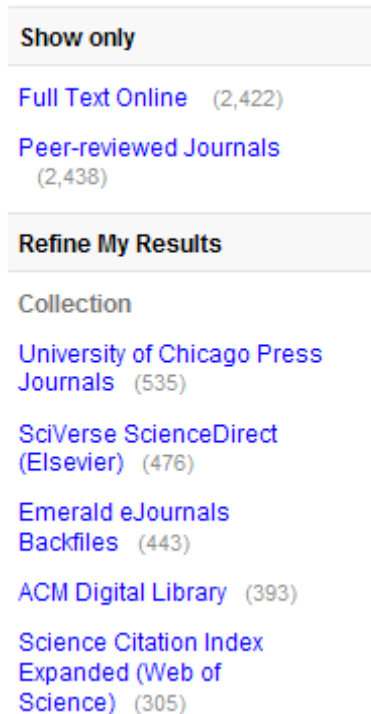 Show only
Full Text Online (2,422)
Peer-reviewed Journals
(2,438)
Refine My Results
Collection
University of Chicago Press
Journals (535)
SciVerse ScienceDirect
(Elsevier) (476)
Emerald eJournals
Backfiles (443)
ACM Digital Library (393)
Science Citation Index
Expanded (Web of
Science) (305)